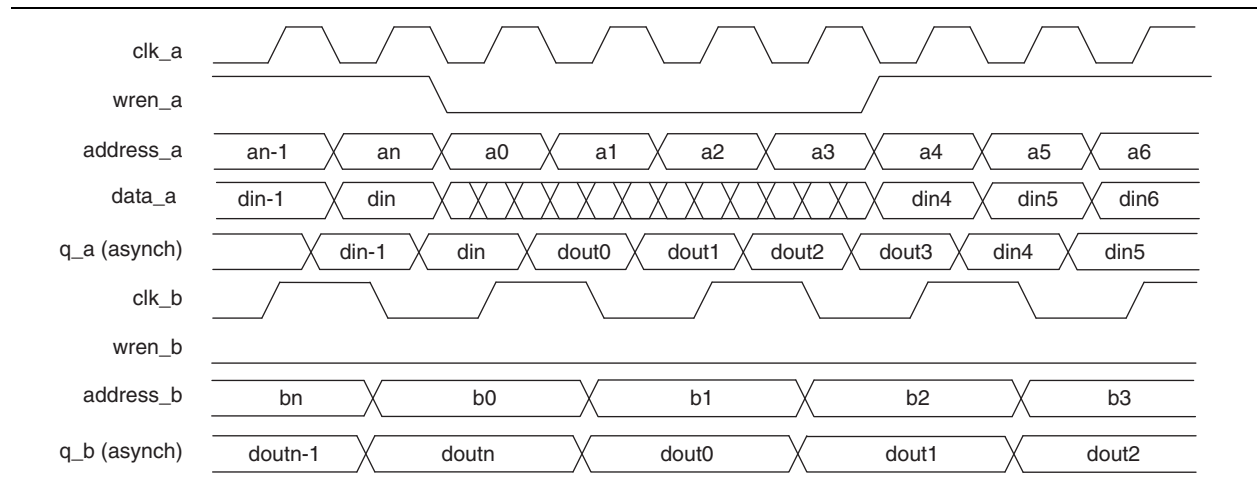 clk_a
wren_a
address_a an-1 an a0 a1 a2 a3 a4 a5 a6
data_a din-1 din din4 din5 din6
q_a (asynch) din-1 din dout0 dout1 dout2 dout3 din4 din5
clk_b
wren_b
address_b bn b0 b1 b2 b3
q_b (asynch) doutn-1 doutn dout0 dout1 dout2